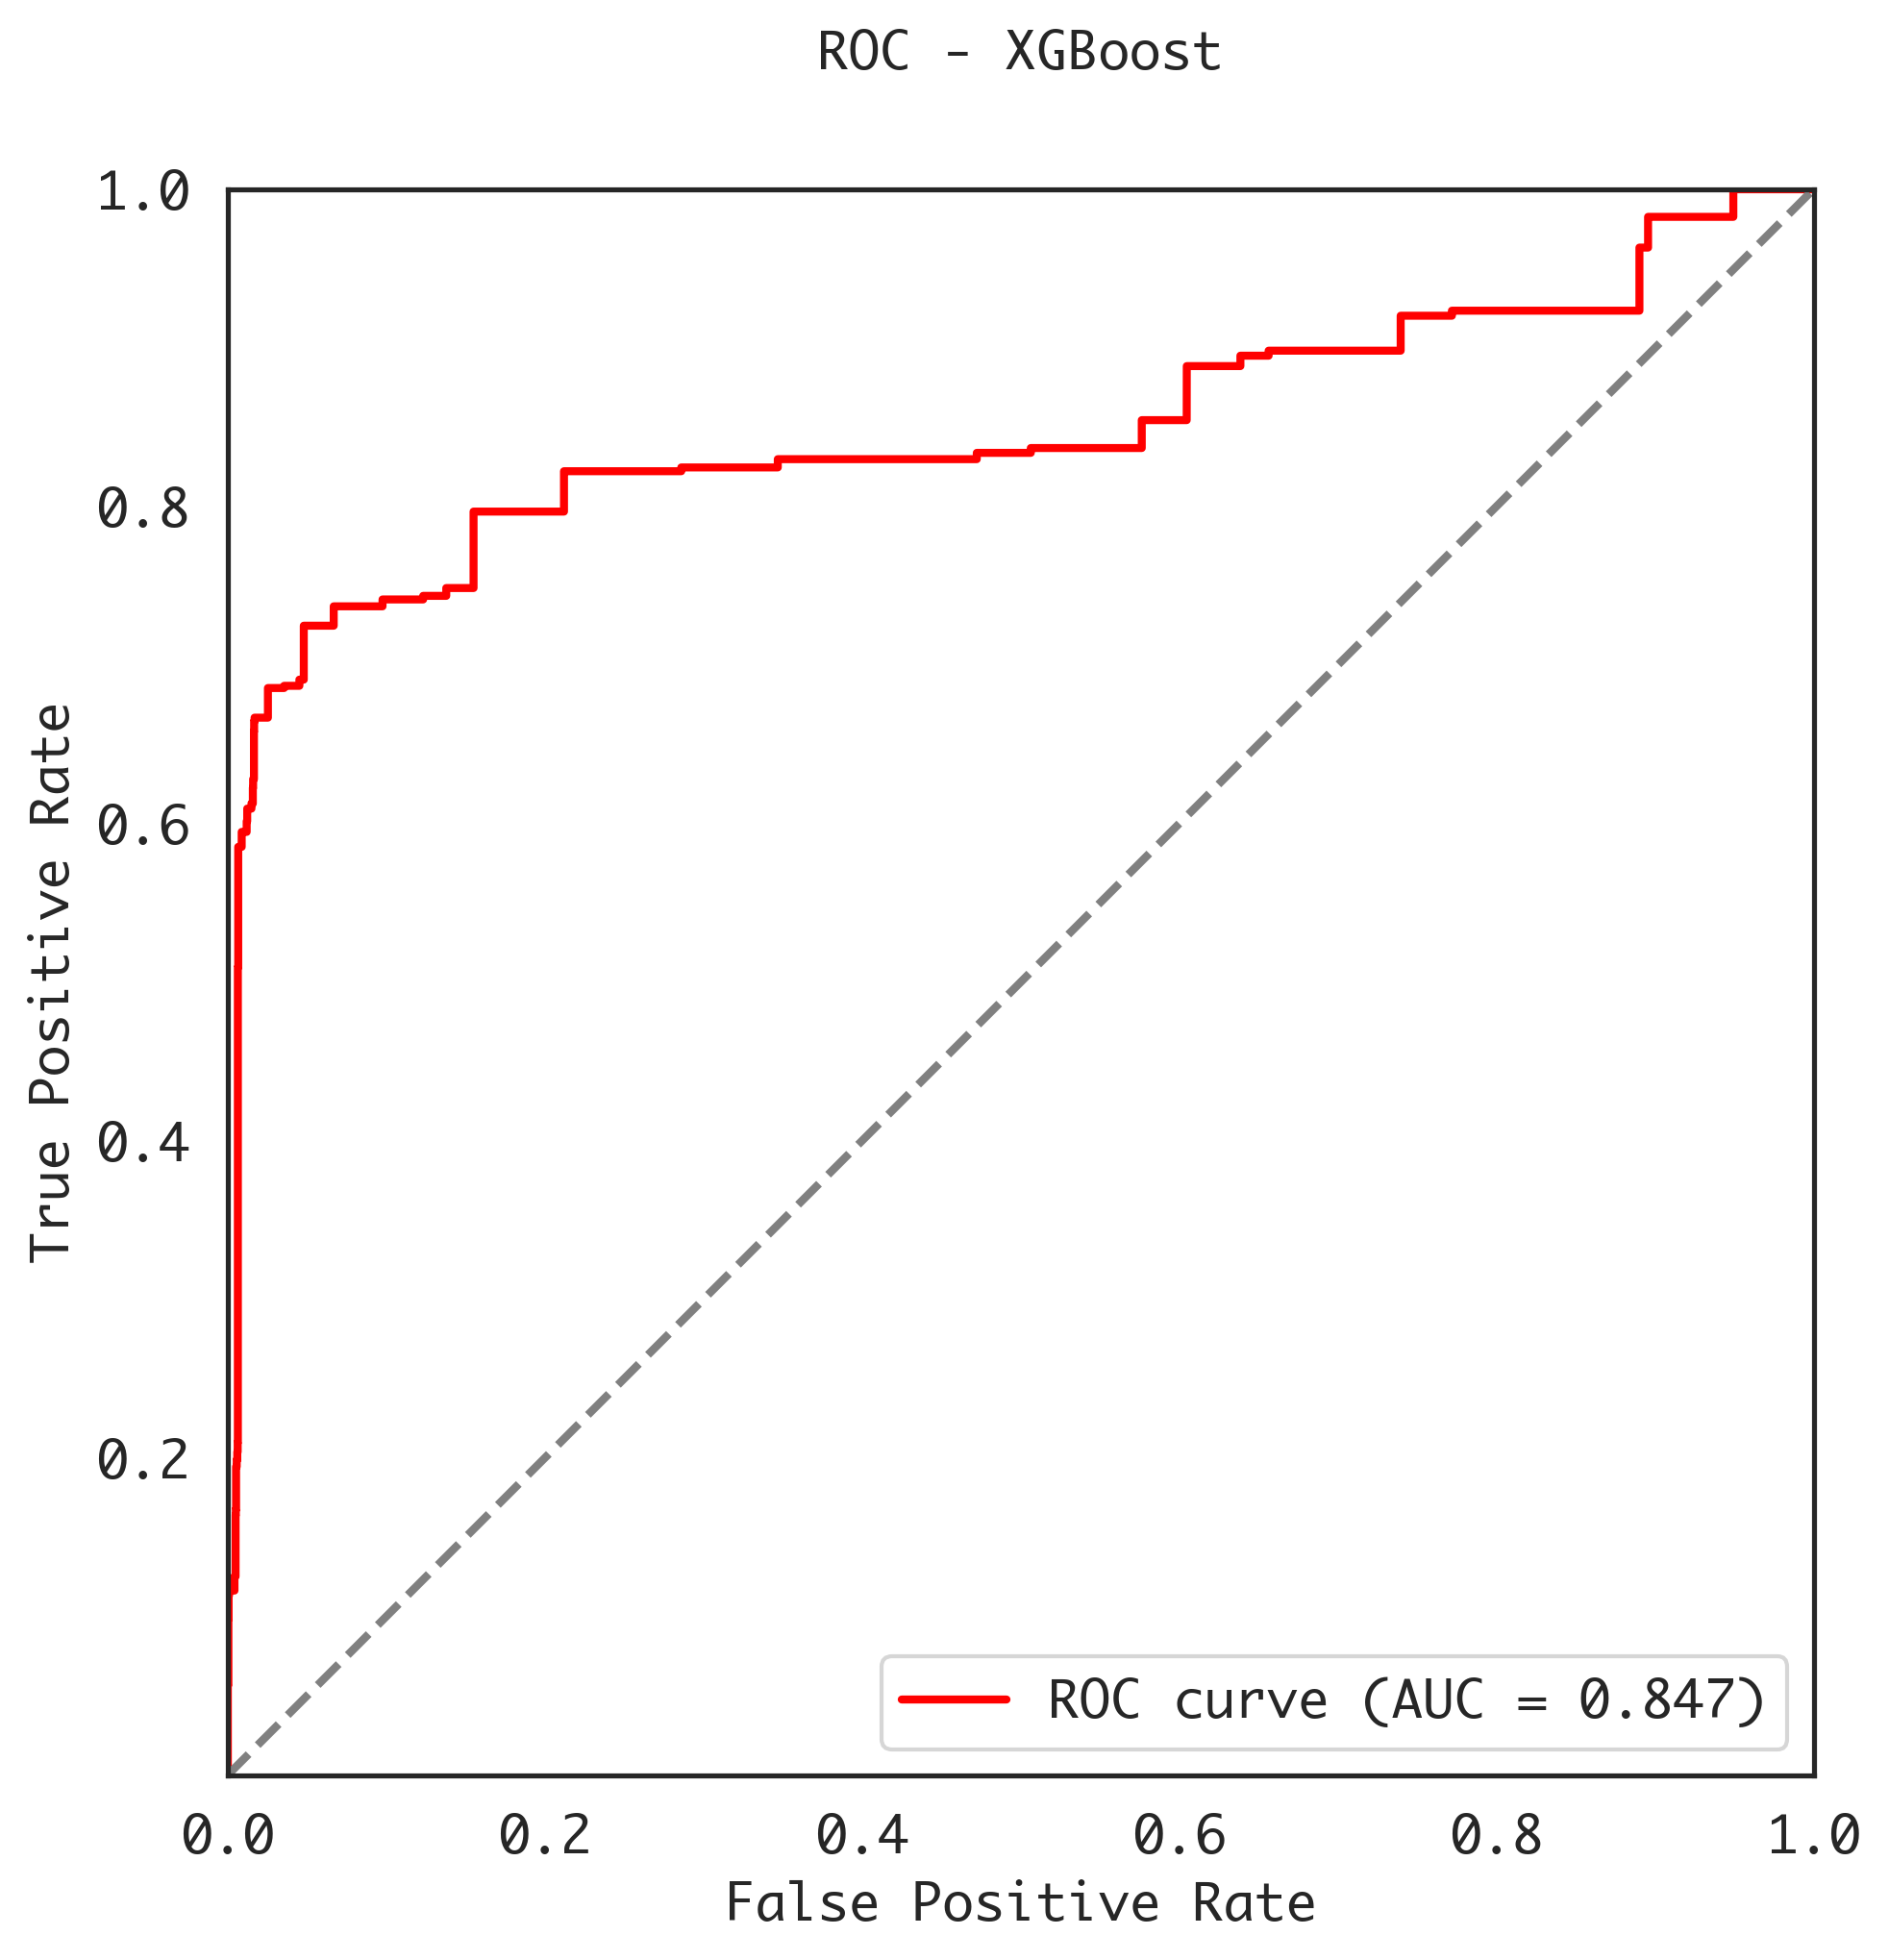 ROC - XGBoost
1.0
0.8
0.6
0.4
0.2
True Positive Rate
ROC curve (AUC = 0.847)
0.0 0.2 0.4 0.6 0.8 1.0
False Positive Rate